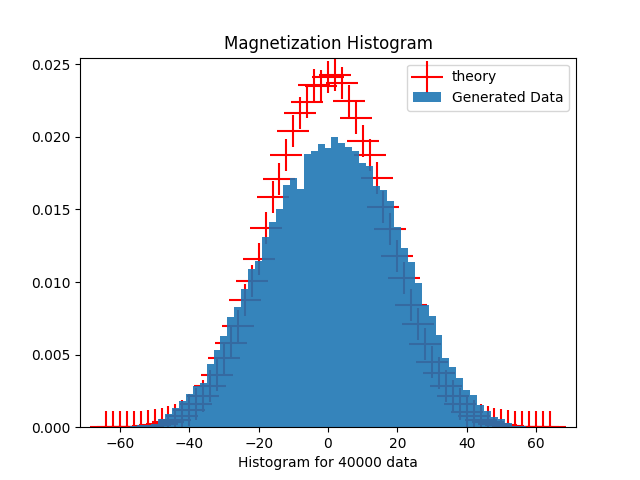 Magnetization Histogram
theory
Generated Data
0.025
0.020
0.015
0.010
0.005
0.000
−60 −40 −20 0 20 40 60
Histogram for 40000 data